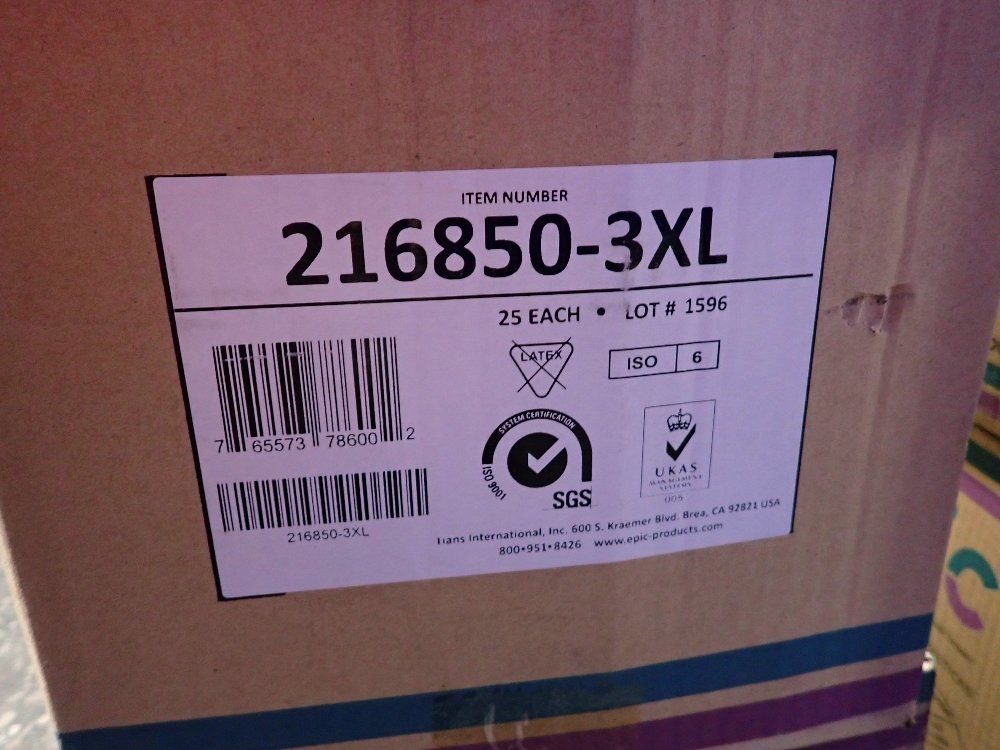 ITEM NUMBER
216850-3XL
25 EACH • LOT # 1596
LATEX
ISO 6
7 65573 78600 2
SYSTEM CERTIFICATION
ISO 9001
SGS
UKAS
MANAGEMENT
SYSTEMS
005
216850-3XL
International, Inc. 600 S. Kraemer Blvd. Brea, CA 92821 USA
800•951•8426 www.epic-products.com